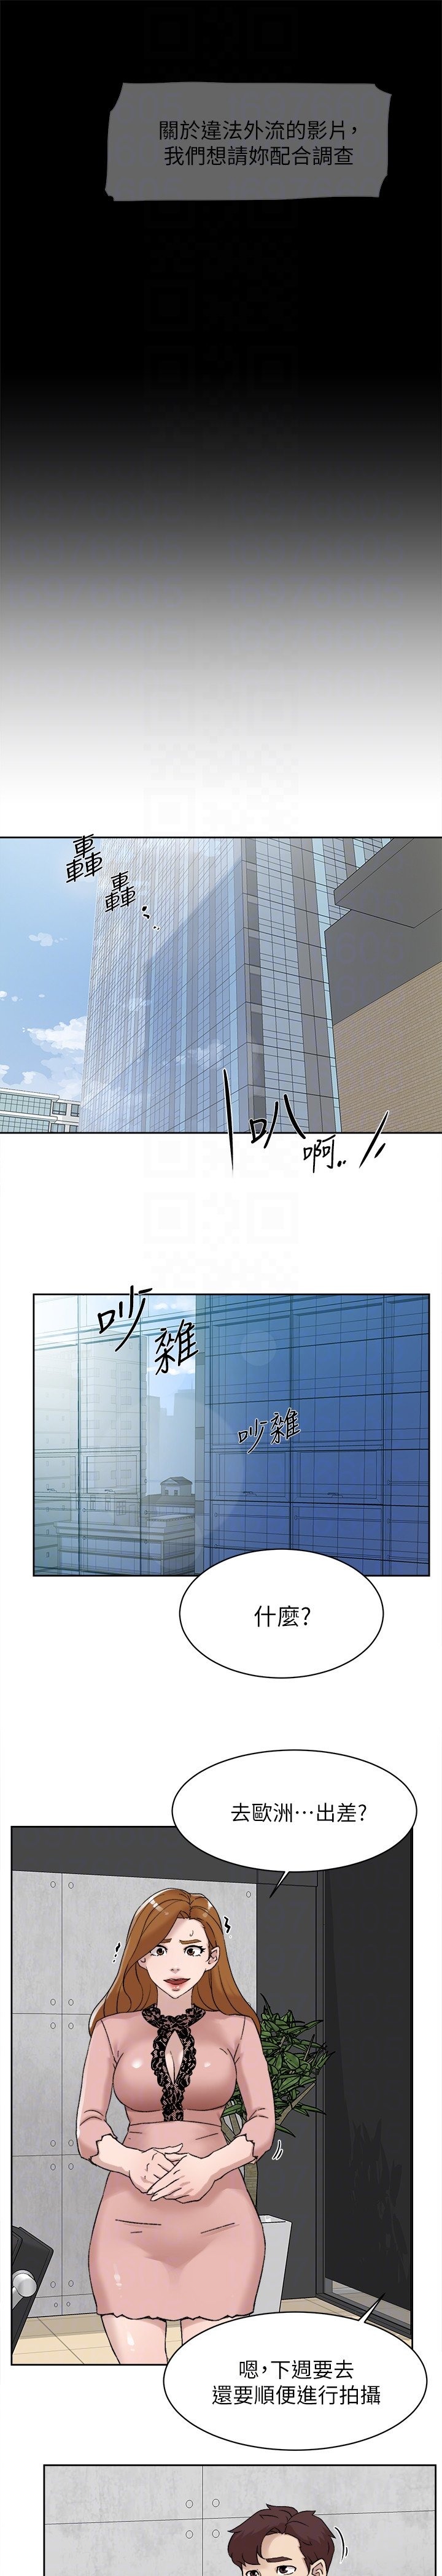 關於違法外流的影片,
我們想請妳配合調查
轟
轟
叭
啊..
吵
雜
吵雜
什麼?
去歐洲⋯出差?
嗯,下週要去
還要順便進行拍攝